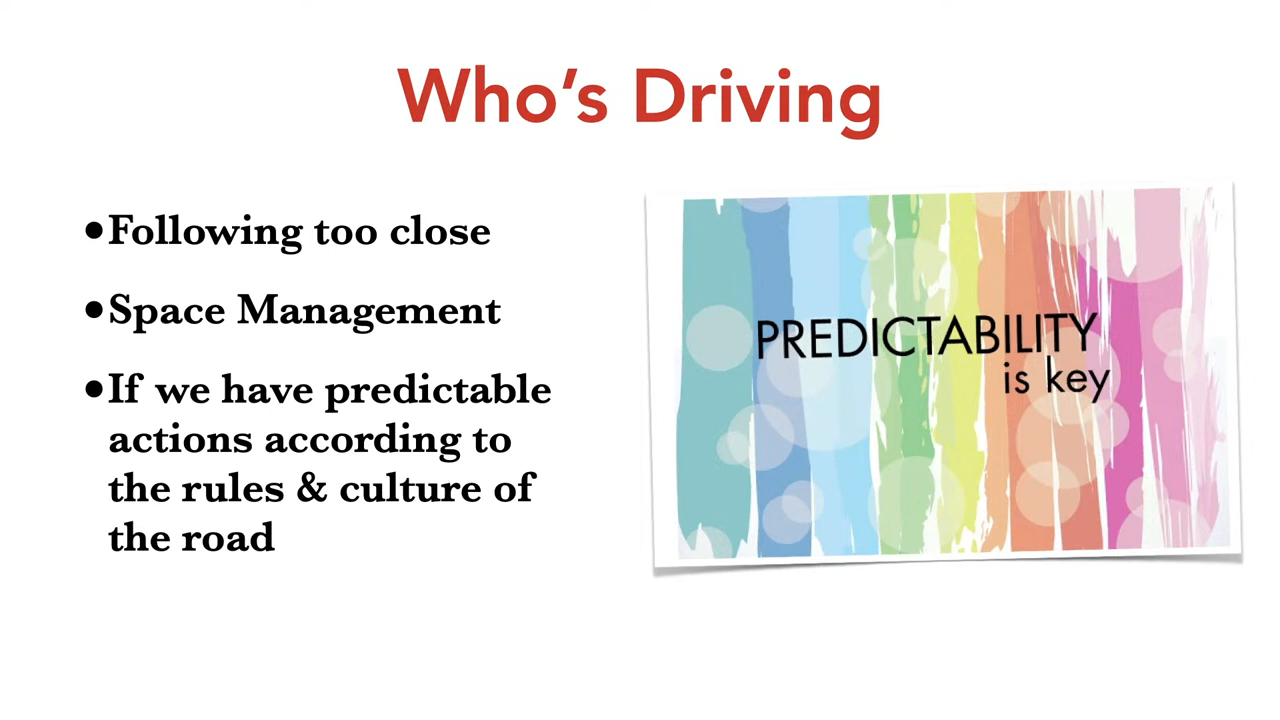 Who's Driving
•Following too close
•Space Management
•If we have predictable
actions according to
the rules & culture of
the road
PREDICTABILITY
is key